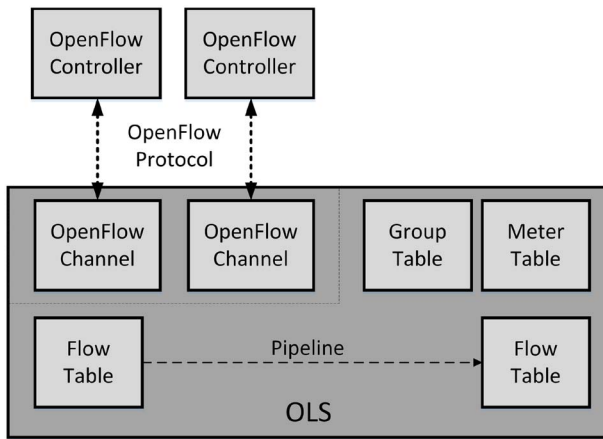 OpenFlow
Controller
OpenFlow
Controller
OpenFlow
Protocol
OpenFlow
Channel
OpenFlow
Channel
Group
Table
Meter
Table
Flow
Table
Pipeline
Flow
Table
OLS